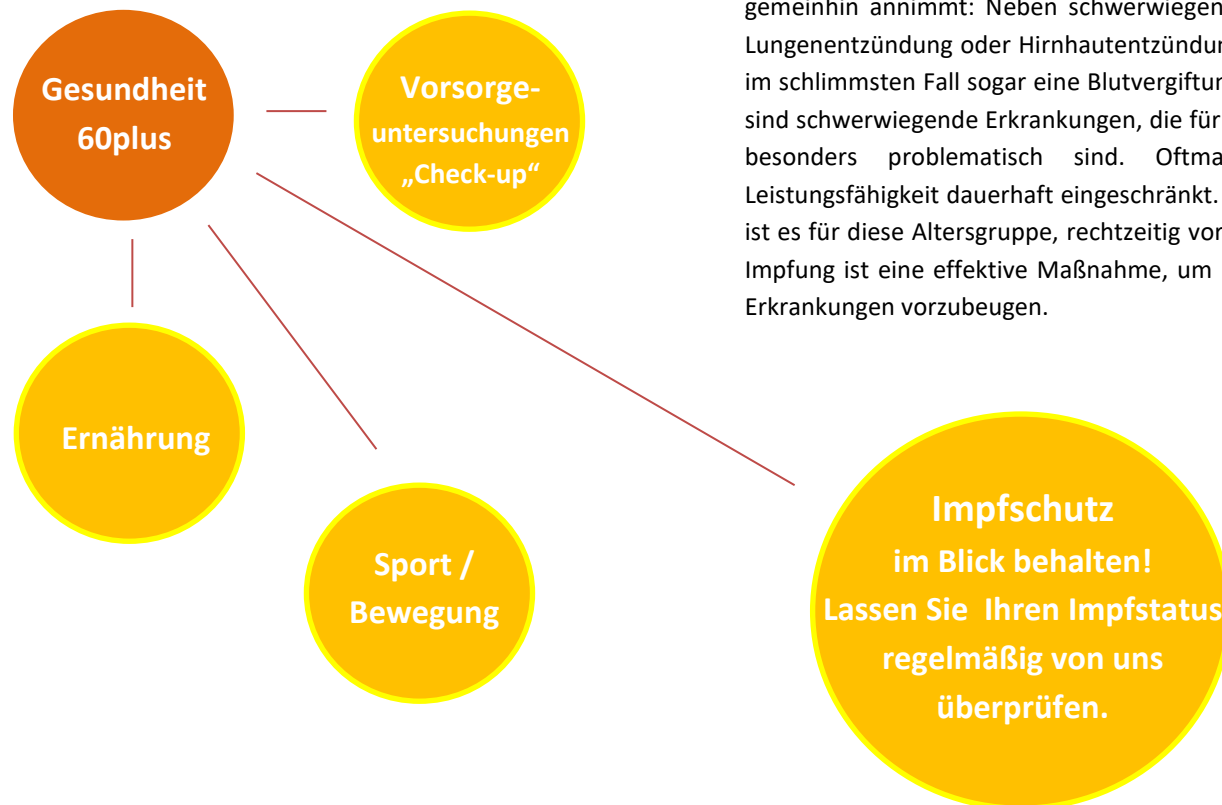 Gesundheit
60plus
Vorsorge-
untersuchungen
„Check-up“
Ernährung
Sport /
Bewegung
gemeinhin annimmt: Neben schwerwiegen
Lungenentzündung oder Hirnhautentzündu
im schlimmsten Fall sogar eine Blutvergiftu
sind schwerwiegende Erkrankungen, die für
besonders problematisch sind. Oftma
Leistungsfähigkeit dauerhaft eingeschränkt.
ist es für diese Altersgruppe, rechtzeitig vor
Impfung ist eine effektive Maßnahme, um
Erkrankungen vorzubeugen.
Impfschutz
im Blick behalten!
Lassen Sie Ihren Impfstatus
regelmäßig von uns
überprüfen.